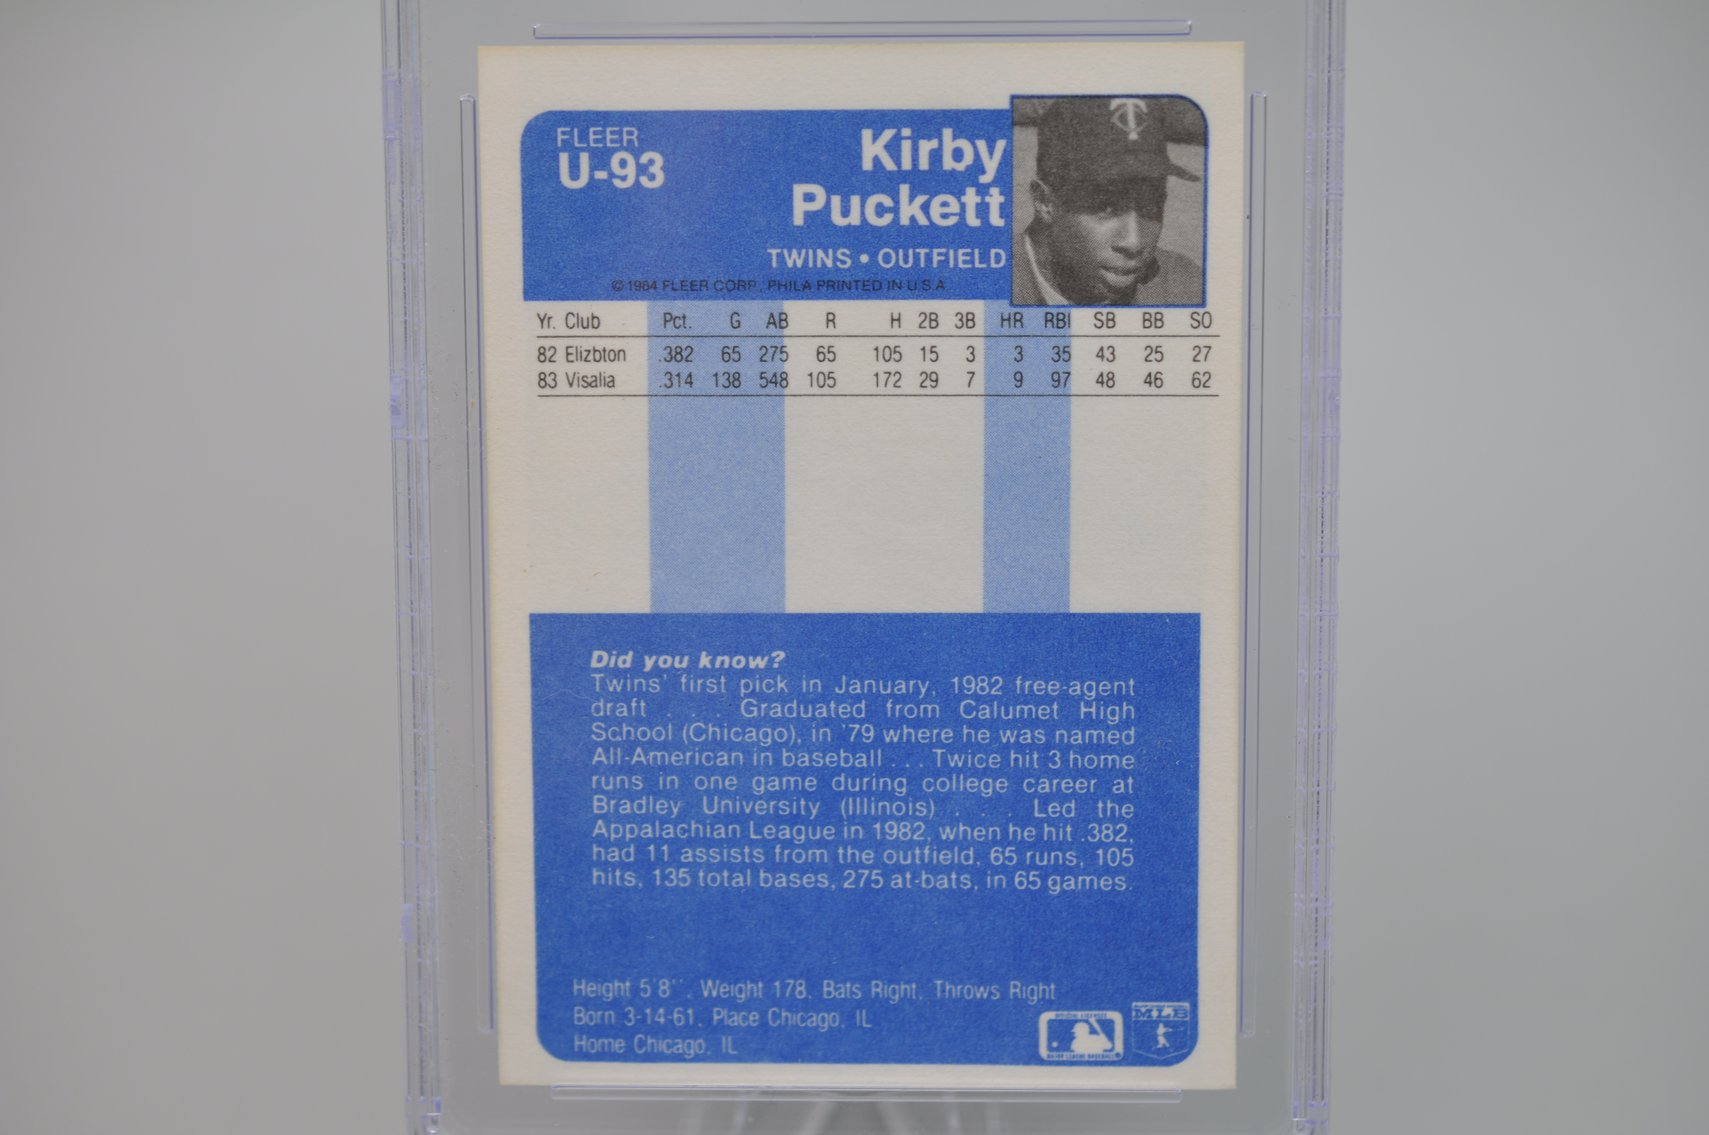 FLEER
U-93
Kirby
Puckett
TWINS • OUTFIELD
© 1984 FLEER CORP., PHILA PRINTED IN U.S.A.
Yr. Club Pct. G AB R H 2B 3B HR RBI SB BB SO
82 Elizbton .382 65 275 65 105 15 3 3 35 43 25 27
83 Visalia .314 138 548 105 172 29 7 9 97 48 46 62
Did you know?
Twins' first pick in January, 1982 free-agent
draft . . . Graduated from Calumet High
School (Chicago), in '79 where he was named
All-American in baseball . . . Twice hit 3 home
runs in one game during college career at
Bradley University (Illinois) . . . Led the
Appalachian League in 1982, when he hit .382,
had 11 assists from the outfield, 65 runs, 105
hits, 135 total bases, 275 at-bats, in 65 games.
Height 5'8'', Weight 178, Bats Right, Throws Right
Born 3-14-61, Place Chicago, IL
Home Chicago, IL
OFFICIAL LICENSEE
MAJOR LEAGUE BASEBALL
MLB